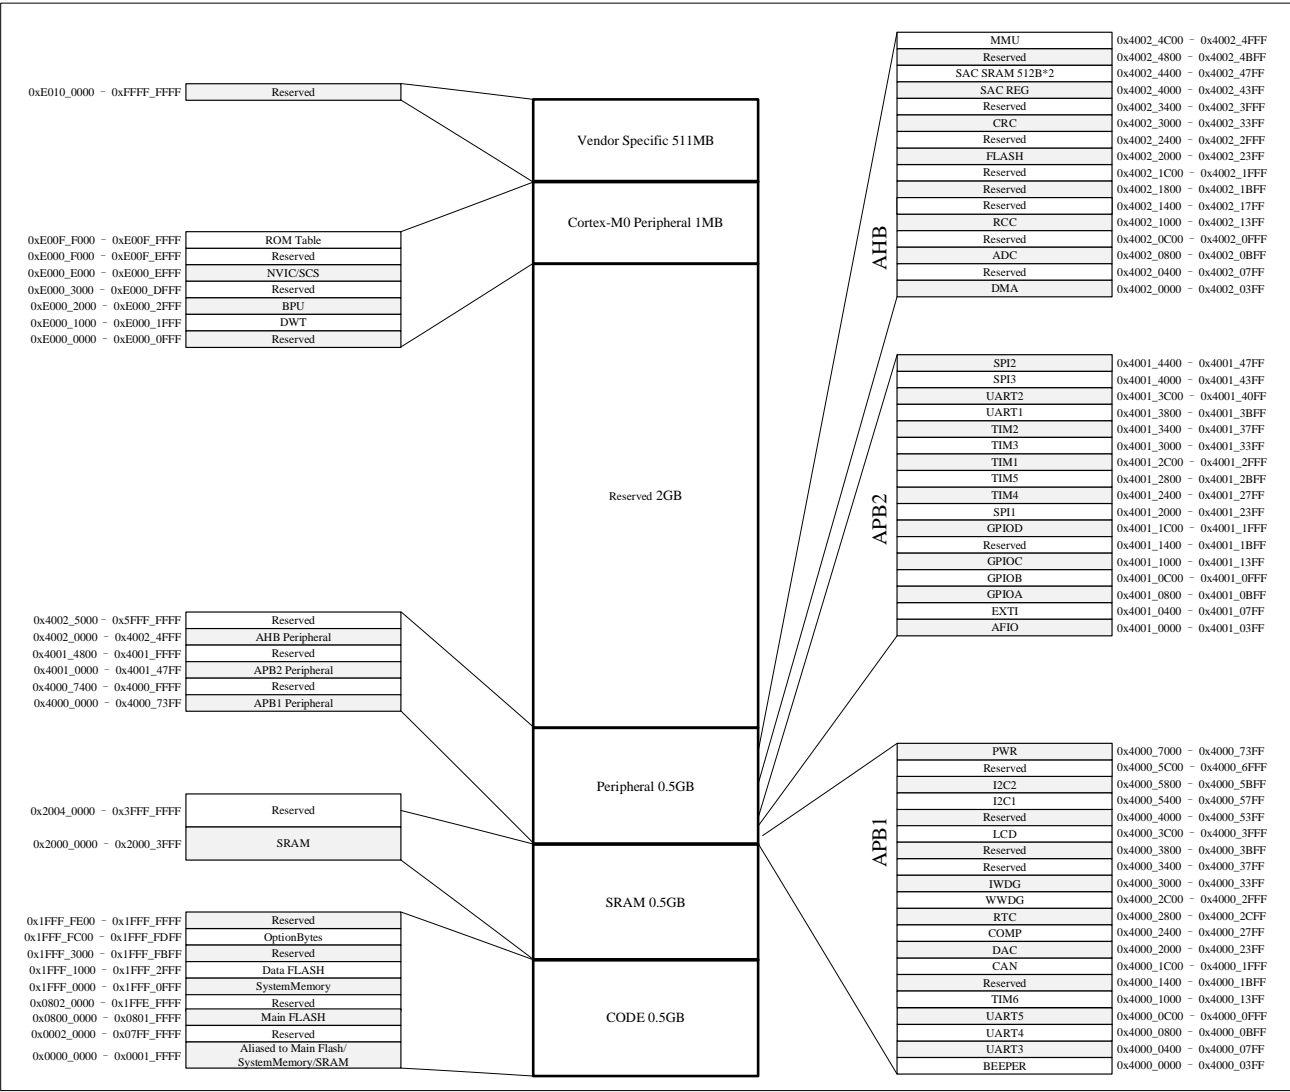 0xE010_0000 - 0xFFFF_FFFF Reserved
0xE00F_F000 - 0xE00F_FFFF ROM Table
0xE000_F000 - 0xE00F_EFFF Reserved
0xE000_E000 - 0xE000_EFFF NVIC/SCS
0xE000_3000 - 0xE000_DFFF Reserved
0xE000_2000 - 0xE000_2FFF BPU
0xE000_1000 - 0xE000_1FFF DWT
0xE000_0000 - 0xE000_0FFF Reserved
0x4002_5000 - 0x5FFF_FFFF Reserved
0x4002_0000 - 0x4002_4FFF AHB Peripheral
0x4001_4800 - 0x4001_FFFF Reserved
0x4001_0000 - 0x4001_47FF APB2 Peripheral
0x4000_7400 - 0x4000_FFFF Reserved
0x4000_0000 - 0x4000_73FF APB1 Peripheral
0x2004_0000 - 0x3FFF_FFFF Reserved
0x2000_0000 - 0x2000_3FFF SRAM
0x1FFF_FE00 - 0x1FFF_FFFF Reserved
0x1FFF_FC00 - 0x1FFF_FDFF OptionBytes
0x1FFF_3000 - 0x1FFF_FBFF Reserved
0x1FFF_1000 - 0x1FFF_2FFF Data FLASH
0x1FFF_0000 - 0x1FFF_0FFF SystemMemory
0x0802_0000 - 0x1FFE_FFFF Reserved
0x0800_0000 - 0x0801_FFFF Main FLASH
0x0002_0000 - 0x07FF_FFFF Reserved
0x0000_0000 - 0x0001_FFFF Aliased to Main Flash/
SystemMemory/SRAM
Vendor Specific 511MB
Cortex-M0 Peripheral 1MB
Reserved 2GB
Peripheral 0.5GB
SRAM 0.5GB
CODE 0.5GB
AHB
MMU 0x4002_4C00 - 0x4002_4FFF
Reserved 0x4002_4800 - 0x4002_4BFF
SAC SRAM 512B*2 0x4002_4400 - 0x4002_47FF
SAC REG 0x4002_4000 - 0x4002_43FF
Reserved 0x4002_3400 - 0x4002_3FFF
CRC 0x4002_3000 - 0x4002_33FF
Reserved 0x4002_2400 - 0x4002_2FFF
FLASH 0x4002_2000 - 0x4002_23FF
Reserved 0x4002_1C00 - 0x4002_1FFF
Reserved 0x4002_1800 - 0x4002_1BFF
Reserved 0x4002_1400 - 0x4002_17FF
RCC 0x4002_1000 - 0x4002_13FF
Reserved 0x4002_0C00 - 0x4002_0FFF
ADC 0x4002_0800 - 0x4002_0BFF
Reserved 0x4002_0400 - 0x4002_07FF
DMA 0x4002_0000 - 0x4002_03FF
APB2
SPI2 0x4001_4400 - 0x4001_47FF
SPI3 0x4001_4000 - 0x4001_43FF
UART2 0x4001_3C00 - 0x4001_40FF
UART1 0x4001_3800 - 0x4001_3BFF
TIM2 0x4001_3400 - 0x4001_37FF
TIM3 0x4001_3000 - 0x4001_33FF
TIM1 0x4001_2C00 - 0x4001_2FFF
TIM5 0x4001_2800 - 0x4001_2BFF
TIM4 0x4001_2400 - 0x4001_27FF
SPI1 0x4001_2000 - 0x4001_23FF
GPIOD 0x4001_1C00 - 0x4001_1FFF
Reserved 0x4001_1400 - 0x4001_1BFF
GPIOC 0x4001_1000 - 0x4001_13FF
GPIOB 0x4001_0C00 - 0x4001_0FFF
GPIOA 0x4001_0800 - 0x4001_0BFF
EXTI 0x4001_0400 - 0x4001_07FF
AFIO 0x4001_0000 - 0x4001_03FF
APB1
PWR 0x4000_7000 - 0x4000_73FF
Reserved 0x4000_5C00 - 0x4000_6FFF
I2C2 0x4000_5800 - 0x4000_5BFF
I2C1 0x4000_5400 - 0x4000_57FF
Reserved 0x4000_4000 - 0x4000_53FF
LCD 0x4000_3C00 - 0x4000_3FFF
Reserved 0x4000_3800 - 0x4000_3BFF
Reserved 0x4000_3400 - 0x4000_37FF
IWDG 0x4000_3000 - 0x4000_33FF
WWDG 0x4000_2C00 - 0x4000_2FFF
RTC 0x4000_2800 - 0x4000_2CFF
COMP 0x4000_2400 - 0x4000_27FF
DAC 0x4000_2000 - 0x4000_23FF
CAN 0x4000_1C00 - 0x4000_1FFF
Reserved 0x4000_1400 - 0x4000_1BFF
TIM6 0x4000_1000 - 0x4000_13FF
UART5 0x4000_0C00 - 0x4000_0FFF
UART4 0x4000_0800 - 0x4000_0BFF
UART3 0x4000_0400 - 0x4000_07FF
BEEPER 0x4000_0000 - 0x4000_03FF